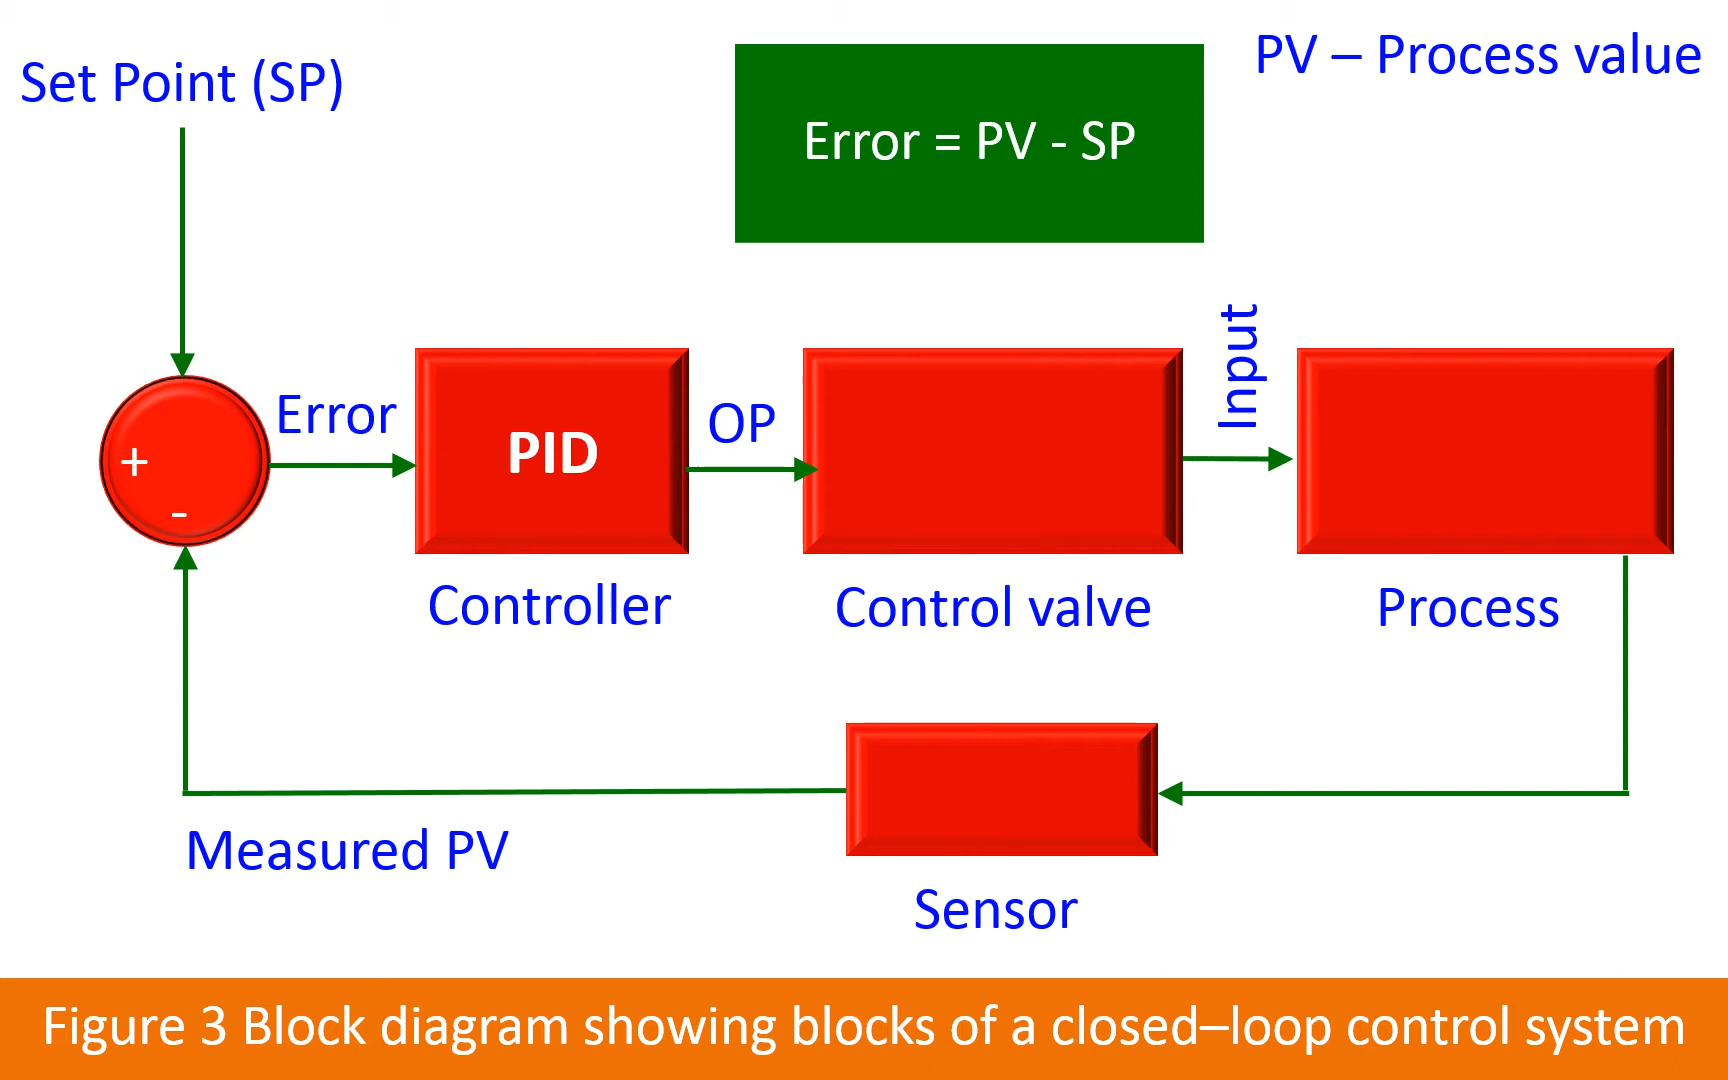 Set Point (SP)
Error = PV - SP
PV – Process value
+
-
Error
PID
Controller
OP
Control valve
Input
Process
Measured PV
Sensor
Figure 3 Block diagram showing blocks of a closed–loop control system